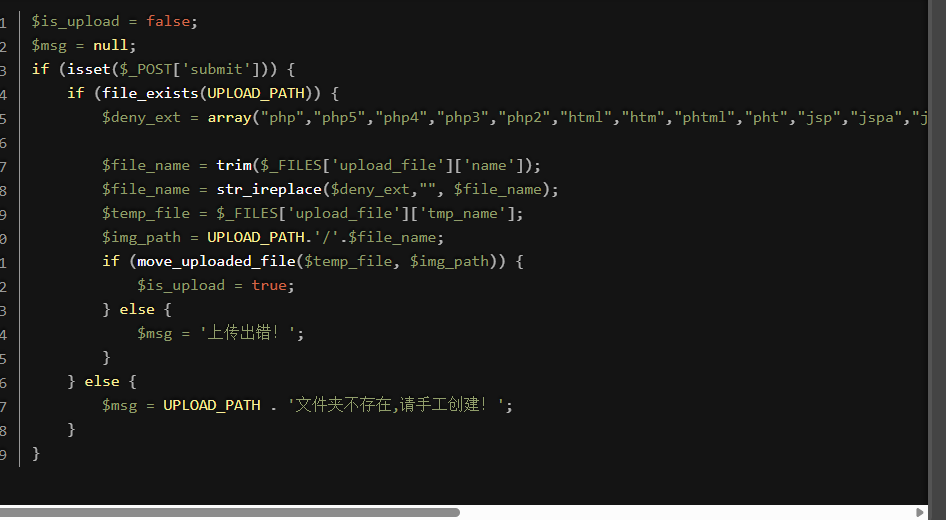 1 $is_upload = false;
2 $msg = null;
3 if (isset($_POST['submit'])) {
4     if (file_exists(UPLOAD_PATH)) {
5         $deny_ext = array("php","php5","php4","php3","php2","html","htm","phtml","pht","jsp","jspa","j
6
7         $file_name = trim($_FILES['upload_file']['name']);
8         $file_name = str_ireplace($deny_ext,"", $file_name);
9         $temp_file = $_FILES['upload_file']['tmp_name'];
0         $img_path = UPLOAD_PATH.'/'.$file_name;
1         if (move_uploaded_file($temp_file, $img_path)) {
2             $is_upload = true;
3         } else {
4             $msg = '上传出错！';
5         }
6     } else {
7         $msg = UPLOAD_PATH . '文件夹不存在,请手工创建！';
8     }
9 }